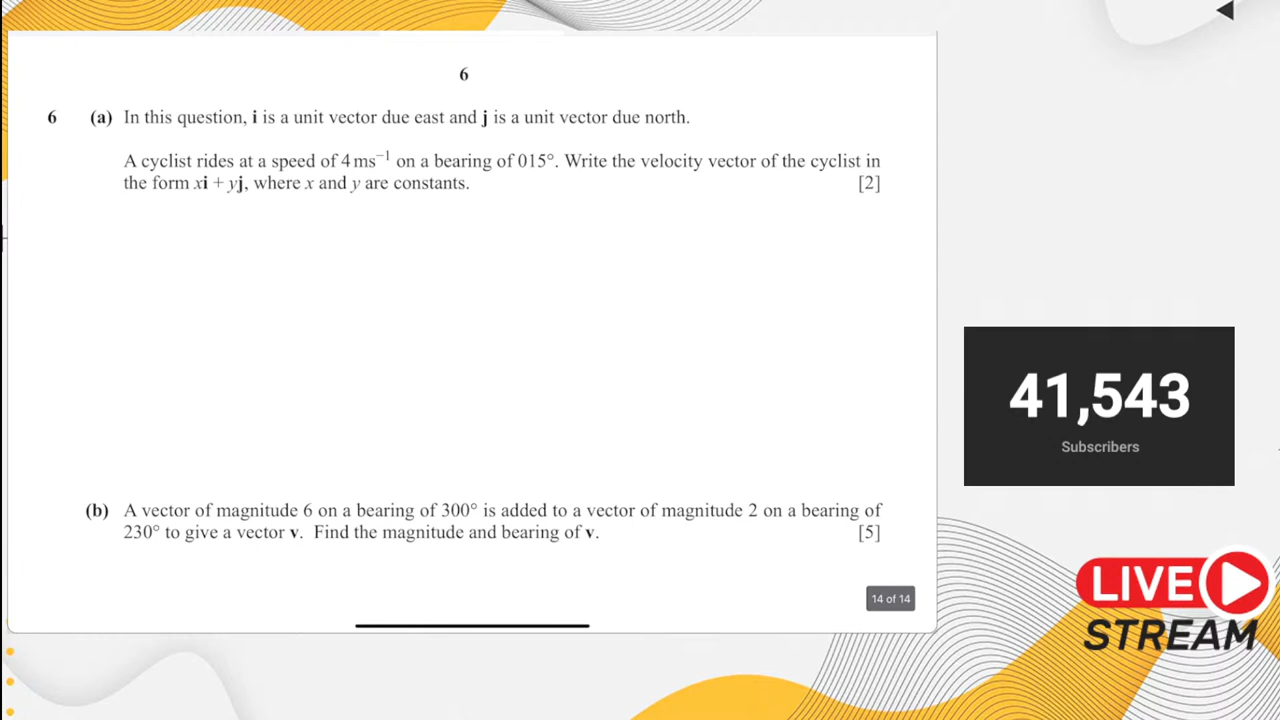 6
6 (a) In this question, i is a unit vector due east and j is a unit vector due north.
A cyclist rides at a speed of 4 ms⁻¹ on a bearing of 015°. Write the velocity vector of the cyclist in
the form xi + yj, where x and y are constants. [2]
(b) A vector of magnitude 6 on a bearing of 300° is added to a vector of magnitude 2 on a bearing of
230° to give a vector v. Find the magnitude and bearing of v. [5]
14 of 14
41,543
Subscribers
LIVE
STREAM